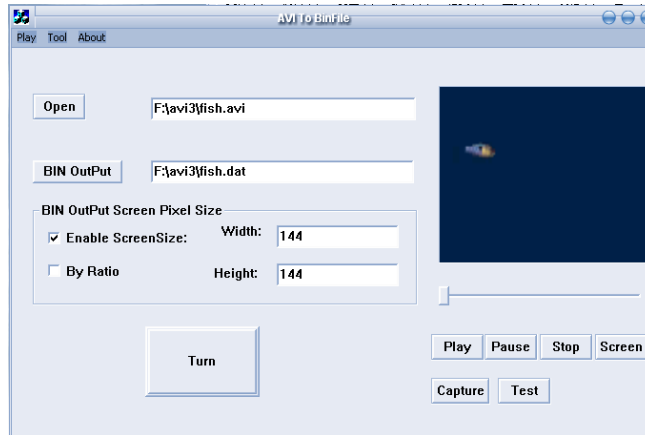 AVI To BinFile
Play Tool About
Open F:\avi3\fish.avi
BIN OutPut F:\avi3\fish.dat
BIN OutPut Screen Pixel Size
Enable ScreenSize: Width: 144
By Ratio Height: 144
Turn
Play Pause Stop Screen
Capture Test